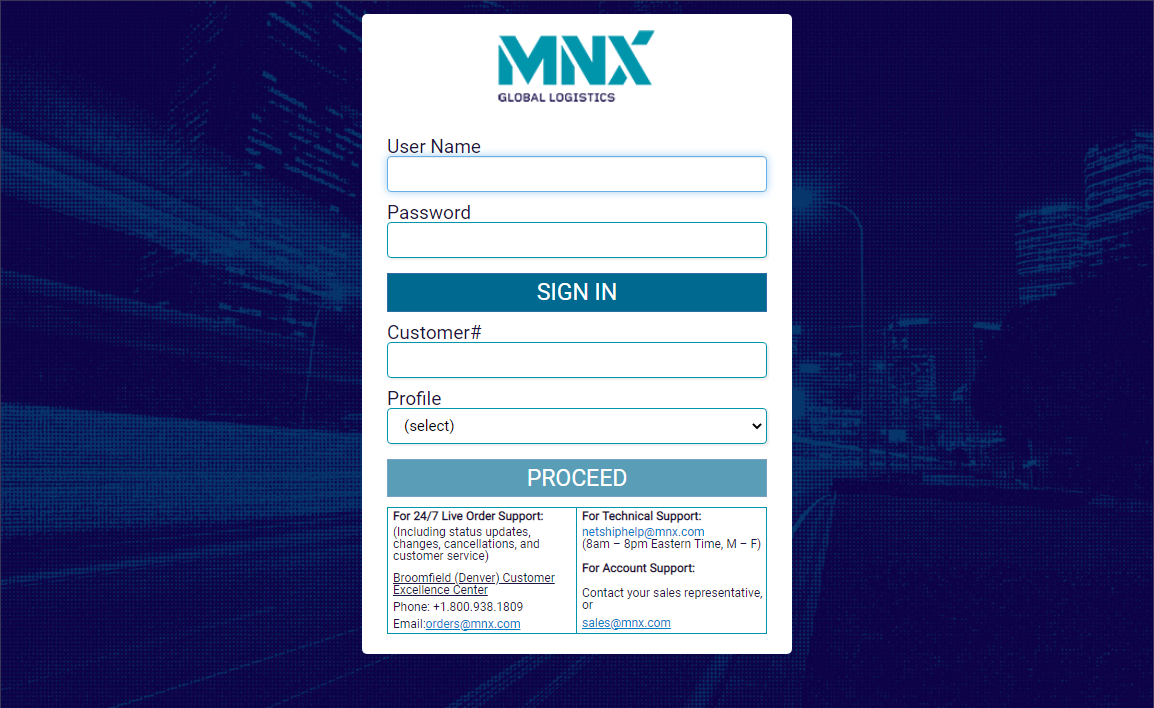 MNX
GLOBAL LOGISTICS
User Name
Password
SIGN IN
Customer#
Profile
(select)
PROCEED
For 24/7 Live Order Support:
(Including status updates,
changes, cancellations, and
customer service)
Broomfield (Denver) Customer
Excellence Center
Phone: +1.800.938.1809
Email:orders@mnx.com
For Technical Support:
netshiphelp@mnx.com
(8am – 8pm Eastern Time, M – F)
For Account Support:
Contact your sales representative,
or
sales@mnx.com